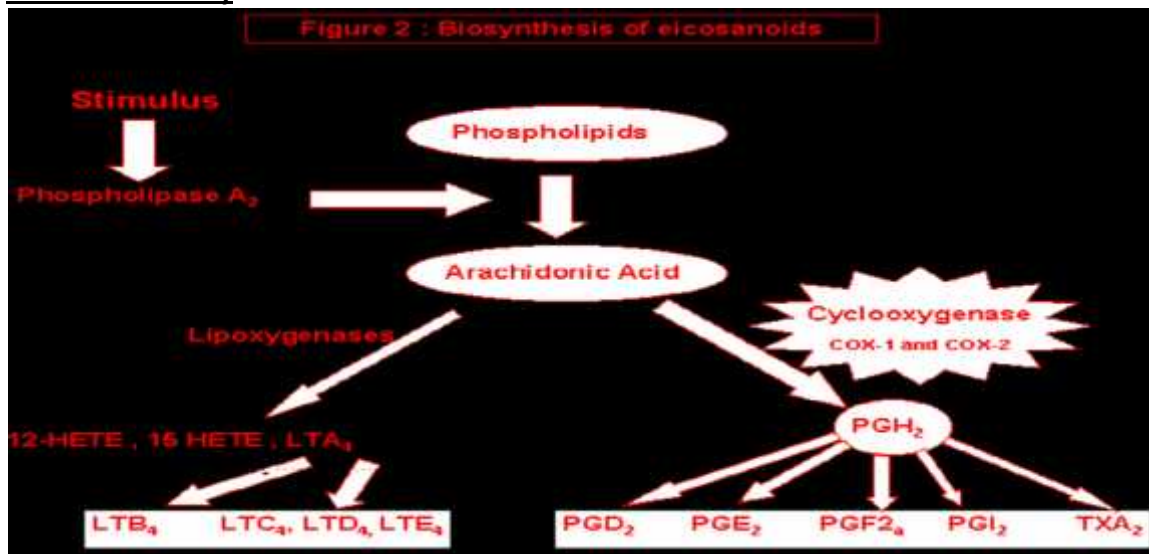 Figure 2 : Biosynthesis of eicosanoids
Stimulus
Phospholipids
Phospholipase A₂
Arachidonic Acid
Lipoxygenases
Cyclooxygenase
COX-1 and COX-2
12-HETE , 15 HETE , LTA₄
PGH₂
LTB₄ LTC₄, LTD₄, LTE₄
PGD₂ PGE₂ PGF2ₐ PGI₂ TXA₂